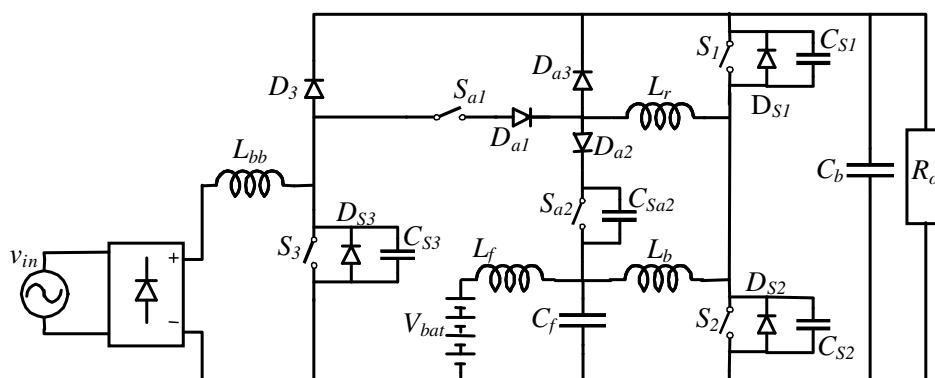 S1
CS1
D3
Da3
Sa1
Lr
DS1
Da1
Da2
Lbb
Cb
Ro
Sa2
CSa2
DS3
vin
S3
CS3
Lf
Lb
DS2
+
Vbat
Cf
S2
−
CS2